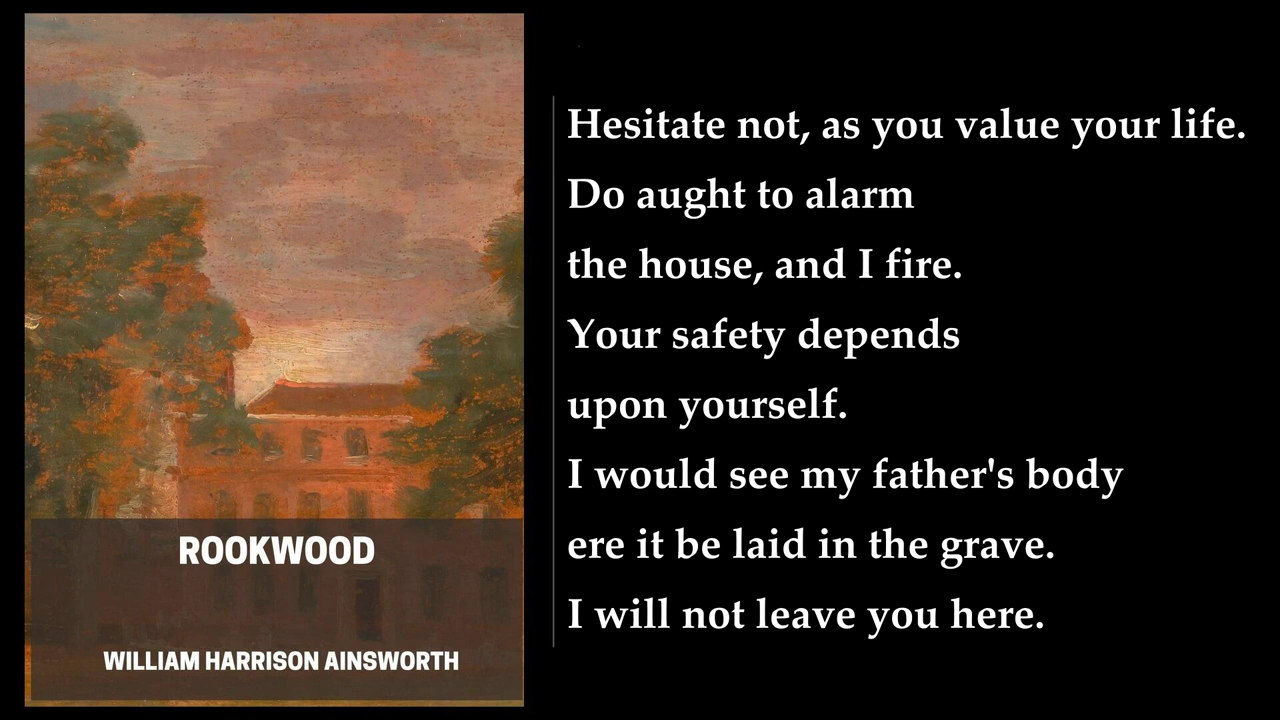 ROOKWOOD
WILLIAM HARRISON AINSWORTH
Hesitate not, as you value your life.
Do aught to alarm
the house, and I fire.
Your safety depends
upon yourself.
I would see my father's body
ere it be laid in the grave.
I will not leave you here.